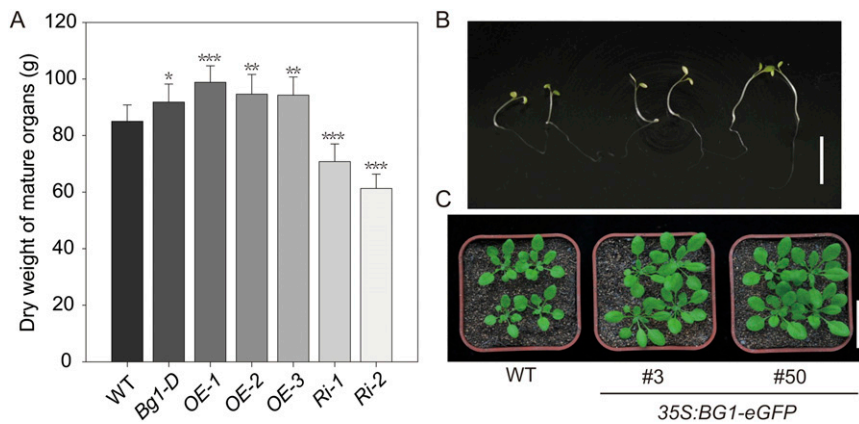 A
Dry weight of mature organs (g)
120
100
80
60
40
20
0
*
***
**
**
***
***
WT
Bg1-D
OE-1
OE-2
OE-3
Ri-1
Ri-2
B
C
WT
#3
#50
35S:BG1-eGFP